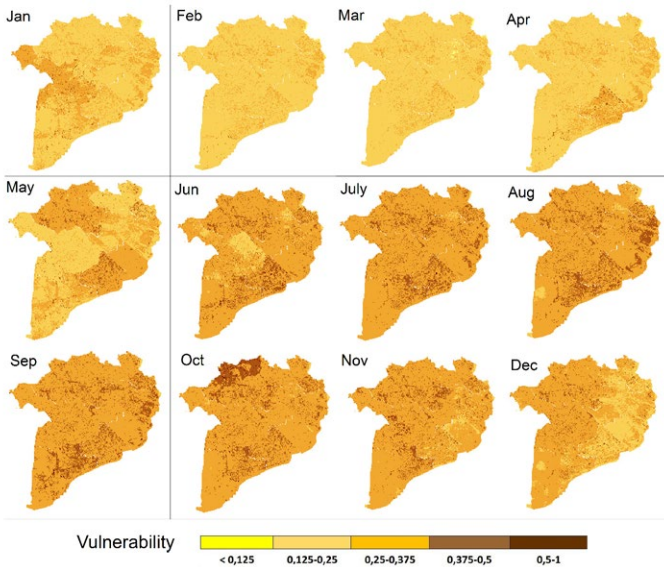 Jan Feb Mar Apr
May Jun July Aug
Sep Oct Nov Dec
Vulnerability
< 0,125 0,125-0,25 0,25-0,375 0,375-0,5 0,5-1